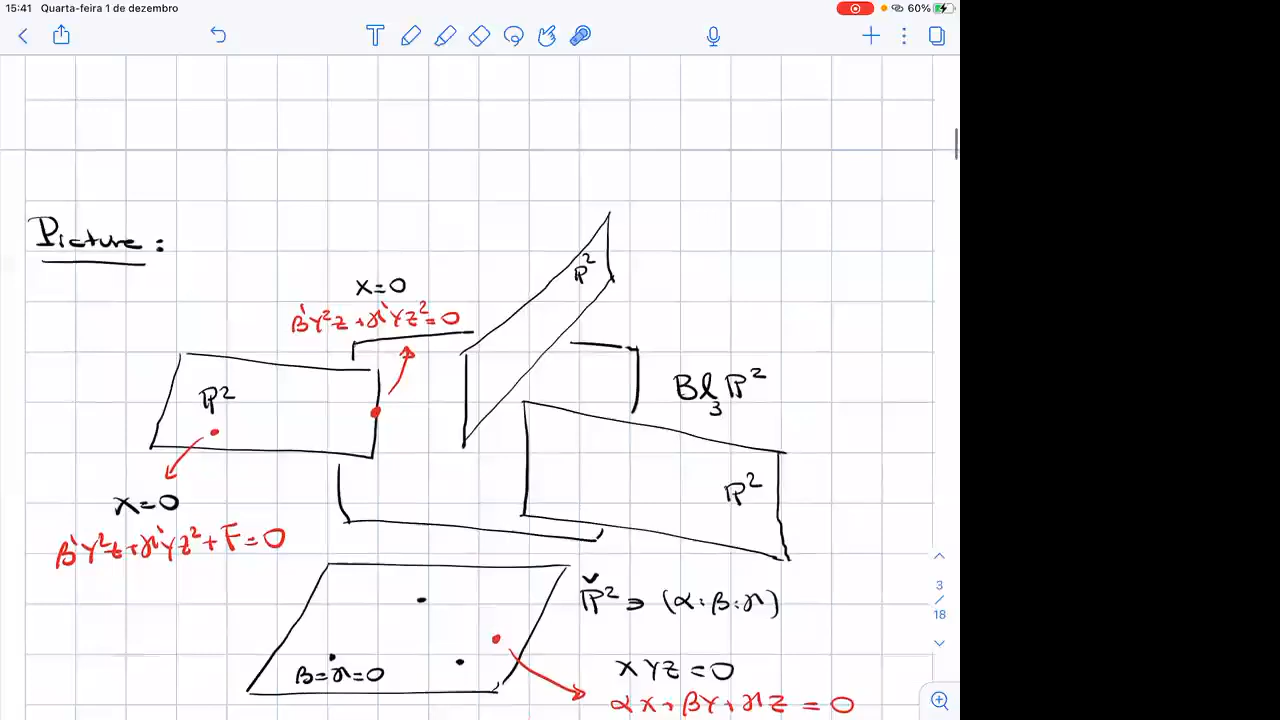 15:41 Quarta-feira 1 de dezembro 60%
Picture:
P²
X=0
β'Y²Z+γ'YZ²=0
P²
Bl₃P²
P²
X=0
β'Y²Z+γ'YZ²+F=0
3
/
18
P̌²∋(α:β:γ)
β=γ=0
XYZ=0
αX+βY+γZ=0